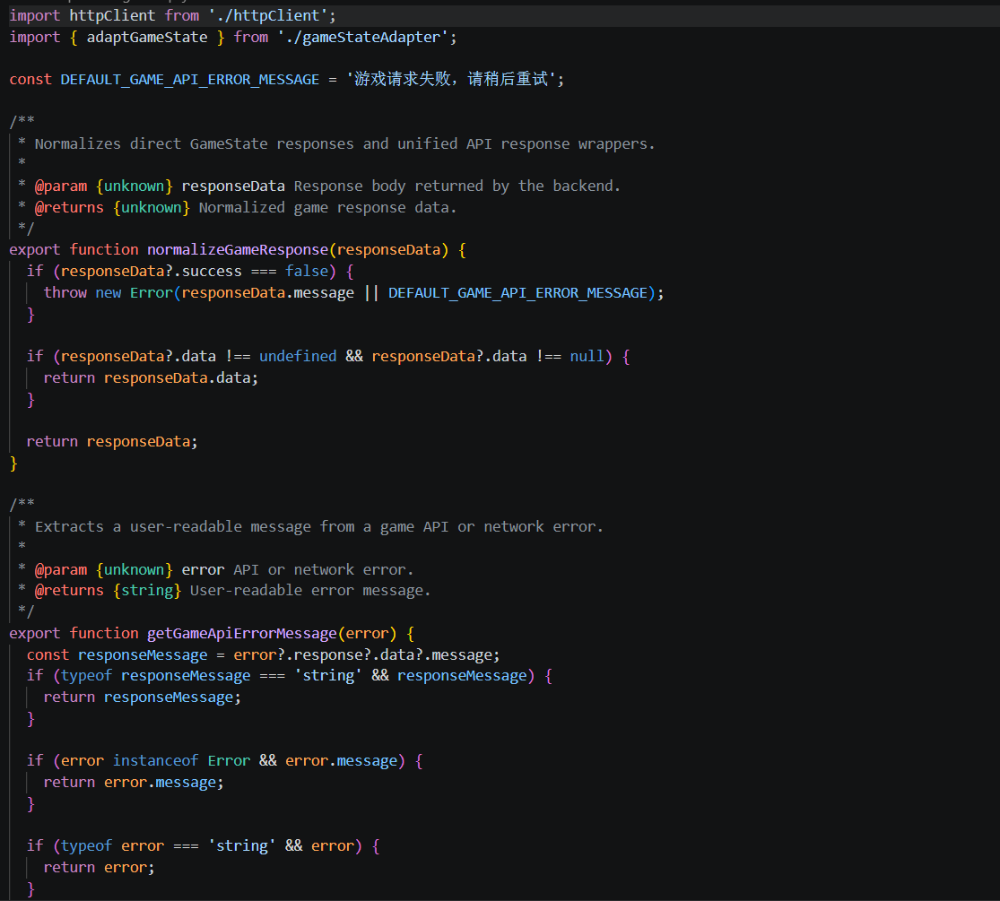 import httpClient from './httpClient';
import { adaptGameState } from './gameStateAdapter';

const DEFAULT_GAME_API_ERROR_MESSAGE = '游戏请求失败，请稍后重试';

/**
 * Normalizes direct GameState responses and unified API response wrappers.
 *
 * @param {unknown} responseData Response body returned by the backend.
 * @returns {unknown} Normalized game response data.
 */
export function normalizeGameResponse(responseData) {
  if (responseData?.success === false) {
    throw new Error(responseData.message || DEFAULT_GAME_API_ERROR_MESSAGE);
  }

  if (responseData?.data !== undefined && responseData?.data !== null) {
    return responseData.data;
  }

  return responseData;
}

/**
 * Extracts a user-readable message from a game API or network error.
 *
 * @param {unknown} error API or network error.
 * @returns {string} User-readable error message.
 */
export function getGameApiErrorMessage(error) {
  const responseMessage = error?.response?.data?.message;
  if (typeof responseMessage === 'string' && responseMessage) {
    return responseMessage;
  }

  if (error instanceof Error && error.message) {
    return error.message;
  }

  if (typeof error === 'string' && error) {
    return error;
  }